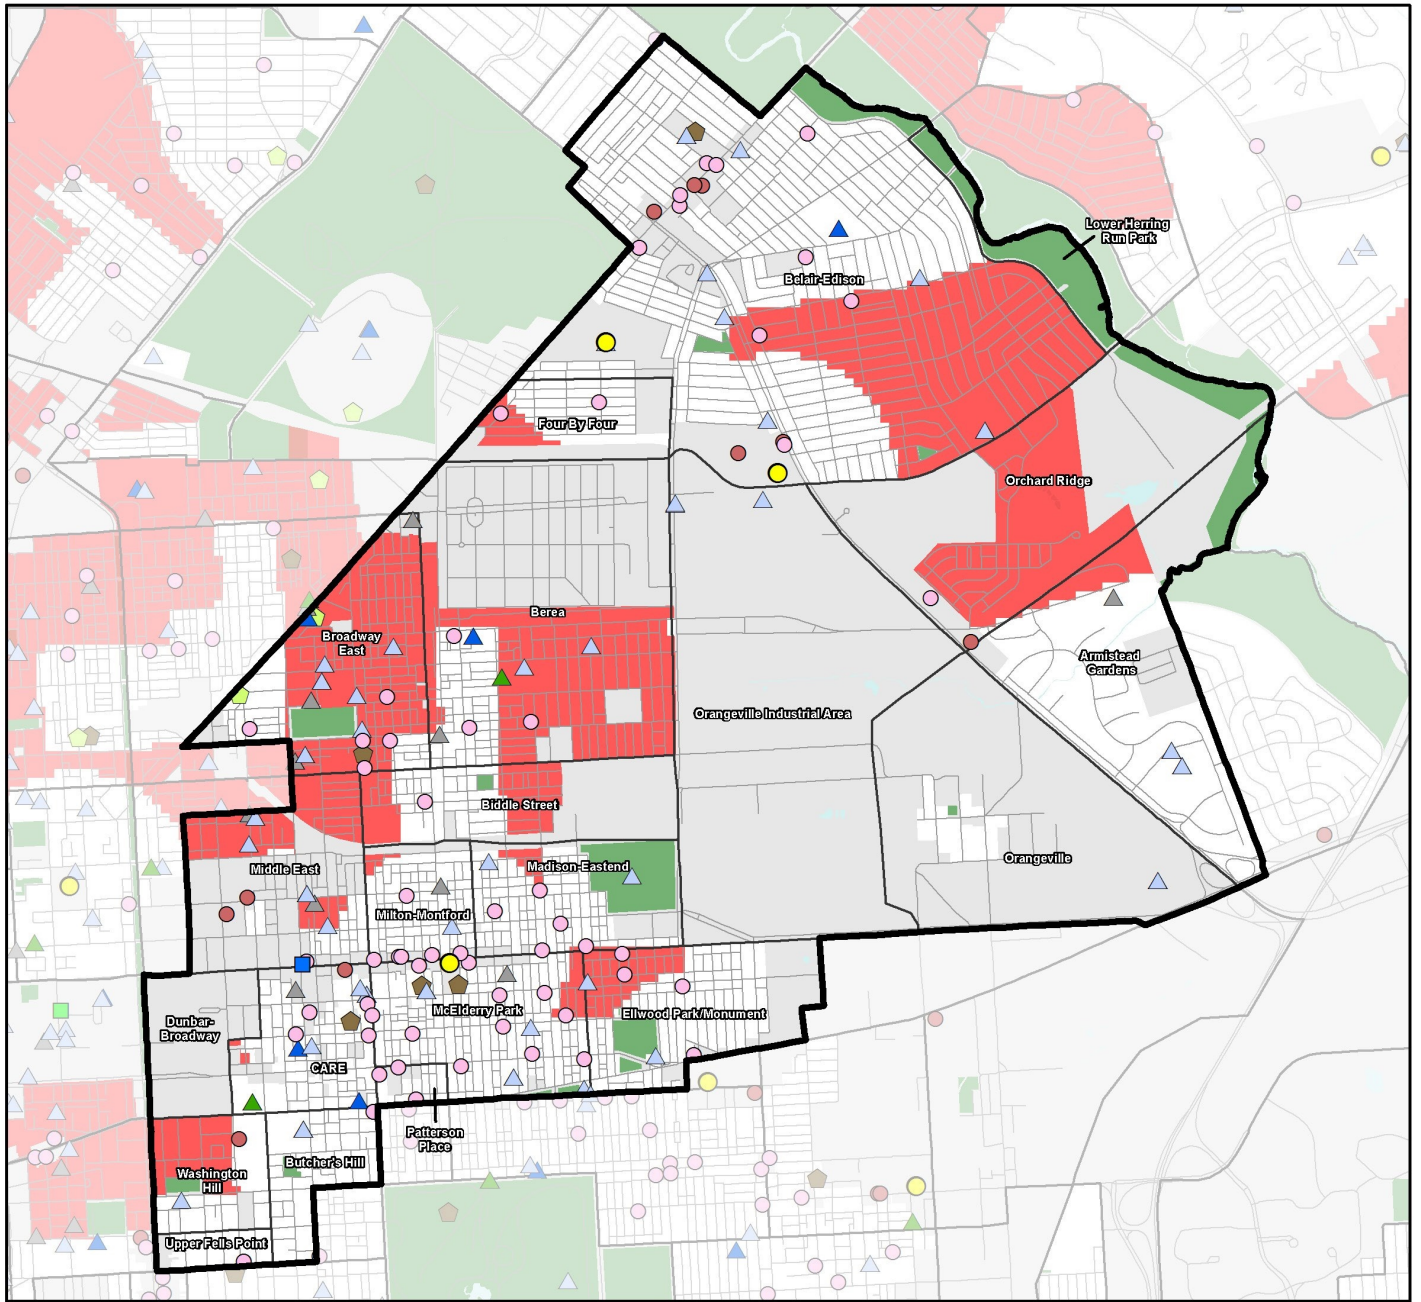 Lower Herring
Run Park
Belair-Edison
Four By Four
Orchard Ridge
Berea
Broadway
East
Armistead
Gardens
Orangeville Industrial Area
Biddle Street
Middle East
Madison-Eastend
Orangeville
Milton-Montford
McElderry Park
Ellwood Park/Monument
Dunbar-
Broadway
CARE
Patterson
Place
Butcher's Hill
Washington
Hill
Upper Fells Point